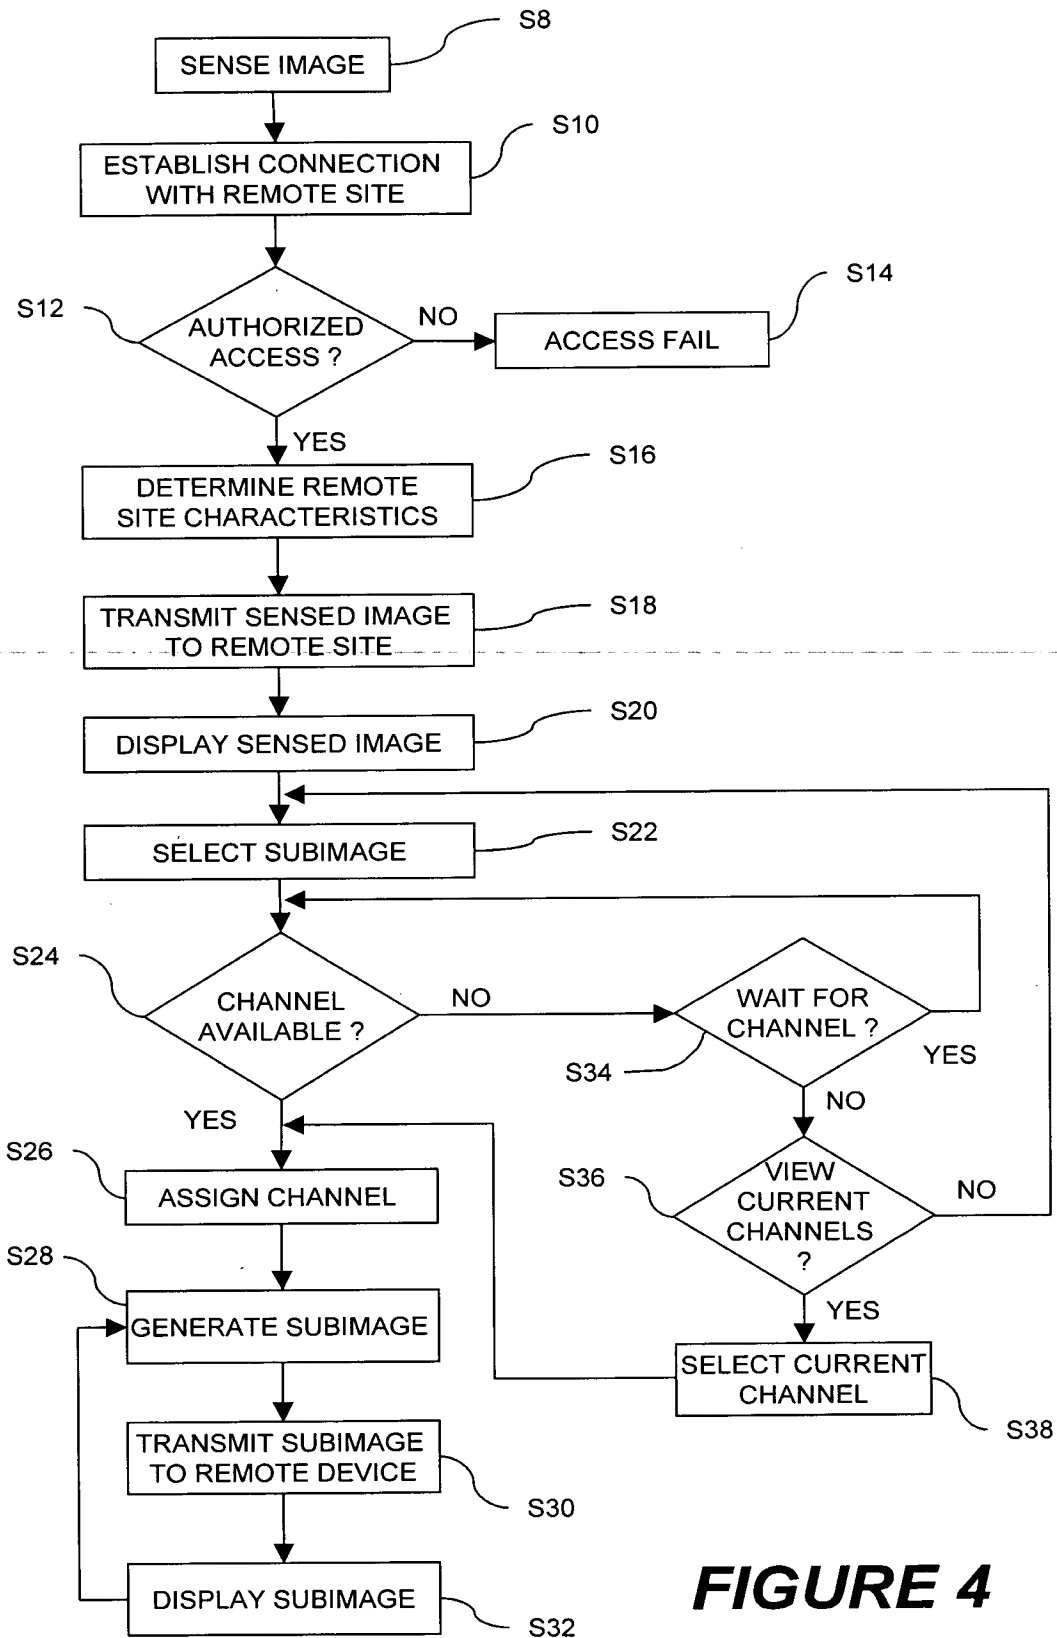 S8
SENSE IMAGE
S10
ESTABLISH CONNECTION
WITH REMOTE SITE
S12
AUTHORIZED
ACCESS ?
NO
S14
ACCESS FAIL
YES
S16
DETERMINE REMOTE
SITE CHARACTERISTICS
S18
TRANSMIT SENSED IMAGE
TO REMOTE SITE
S20
DISPLAY SENSED IMAGE
S22
SELECT SUBIMAGE
S24
CHANNEL
AVAILABLE ?
NO
WAIT FOR
CHANNEL ?
S34
YES
NO
YES
S26
ASSIGN CHANNEL
S36
VIEW
CURRENT
CHANNELS
?
NO
YES
S28
GENERATE SUBIMAGE
SELECT CURRENT
CHANNEL
S38
TRANSMIT SUBIMAGE
TO REMOTE DEVICE
S30
DISPLAY SUBIMAGE
S32
FIGURE 4